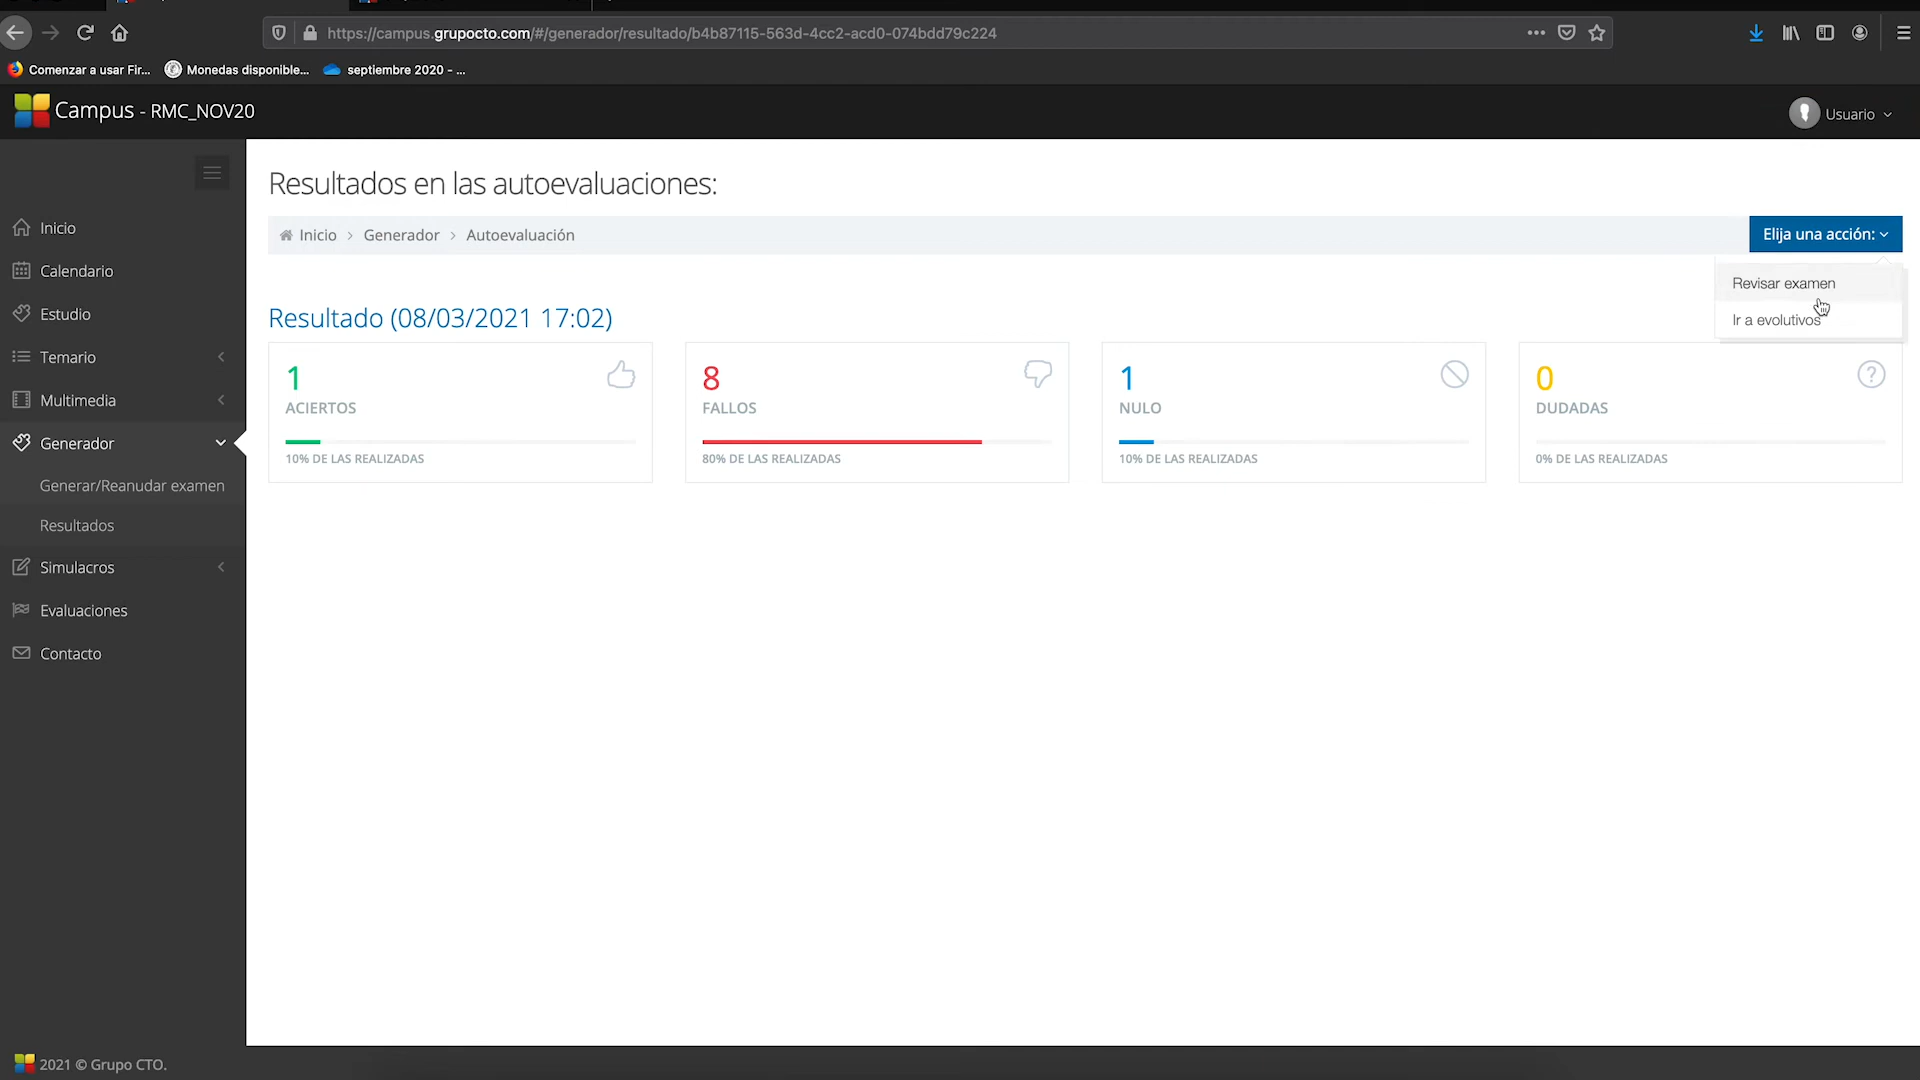 https://campus.grupocto.com/#/generador/resultado/b4b87115-563d-4cc2-acd0-074bdd79c224
Comenzar a usar Fir...
Monedas disponible...
septiembre 2020 - ...
Campus - RMC_NOV20
Usuario
Resultados en las autoevaluaciones:
Inicio > Generador > Autoevaluación
Elija una acción:
Revisar examen
Ir a evolutivos
Inicio
Calendario
Estudio
Temario
Multimedia
Generador
Generar/Reanudar examen
Resultados
Simulacros
Evaluaciones
Contacto
Resultado (08/03/2021 17:02)
1
ACIERTOS
10% DE LAS REALIZADAS
8
FALLOS
80% DE LAS REALIZADAS
1
NULO
10% DE LAS REALIZADAS
0
DUDADAS
0% DE LAS REALIZADAS
2021 © Grupo CTO.